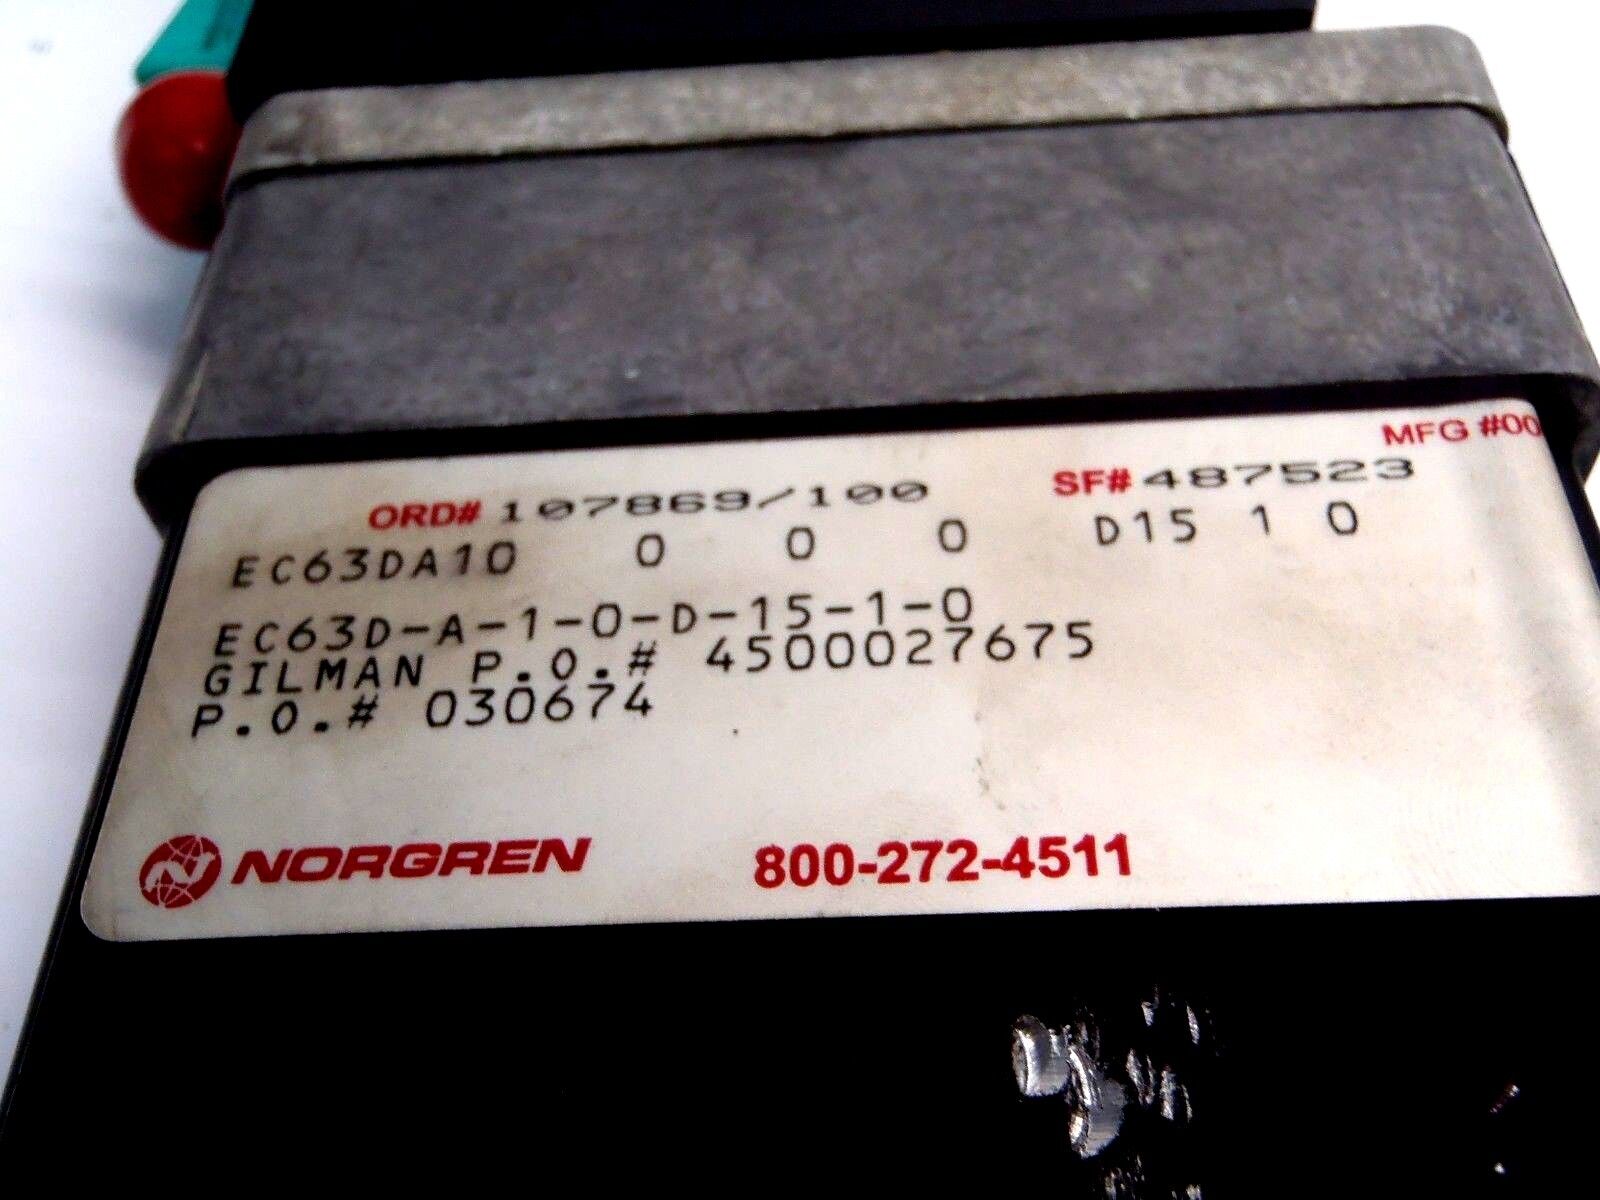 MFG #00
ORD# 107869/100 SF# 487523
EC63DA10 0 0 0 D15 1 0
EC63D-A-1-0-D-15-1-0
GILMAN P.O.# 4500027675
P.O.# 030674
NORGREN 800-272-4511